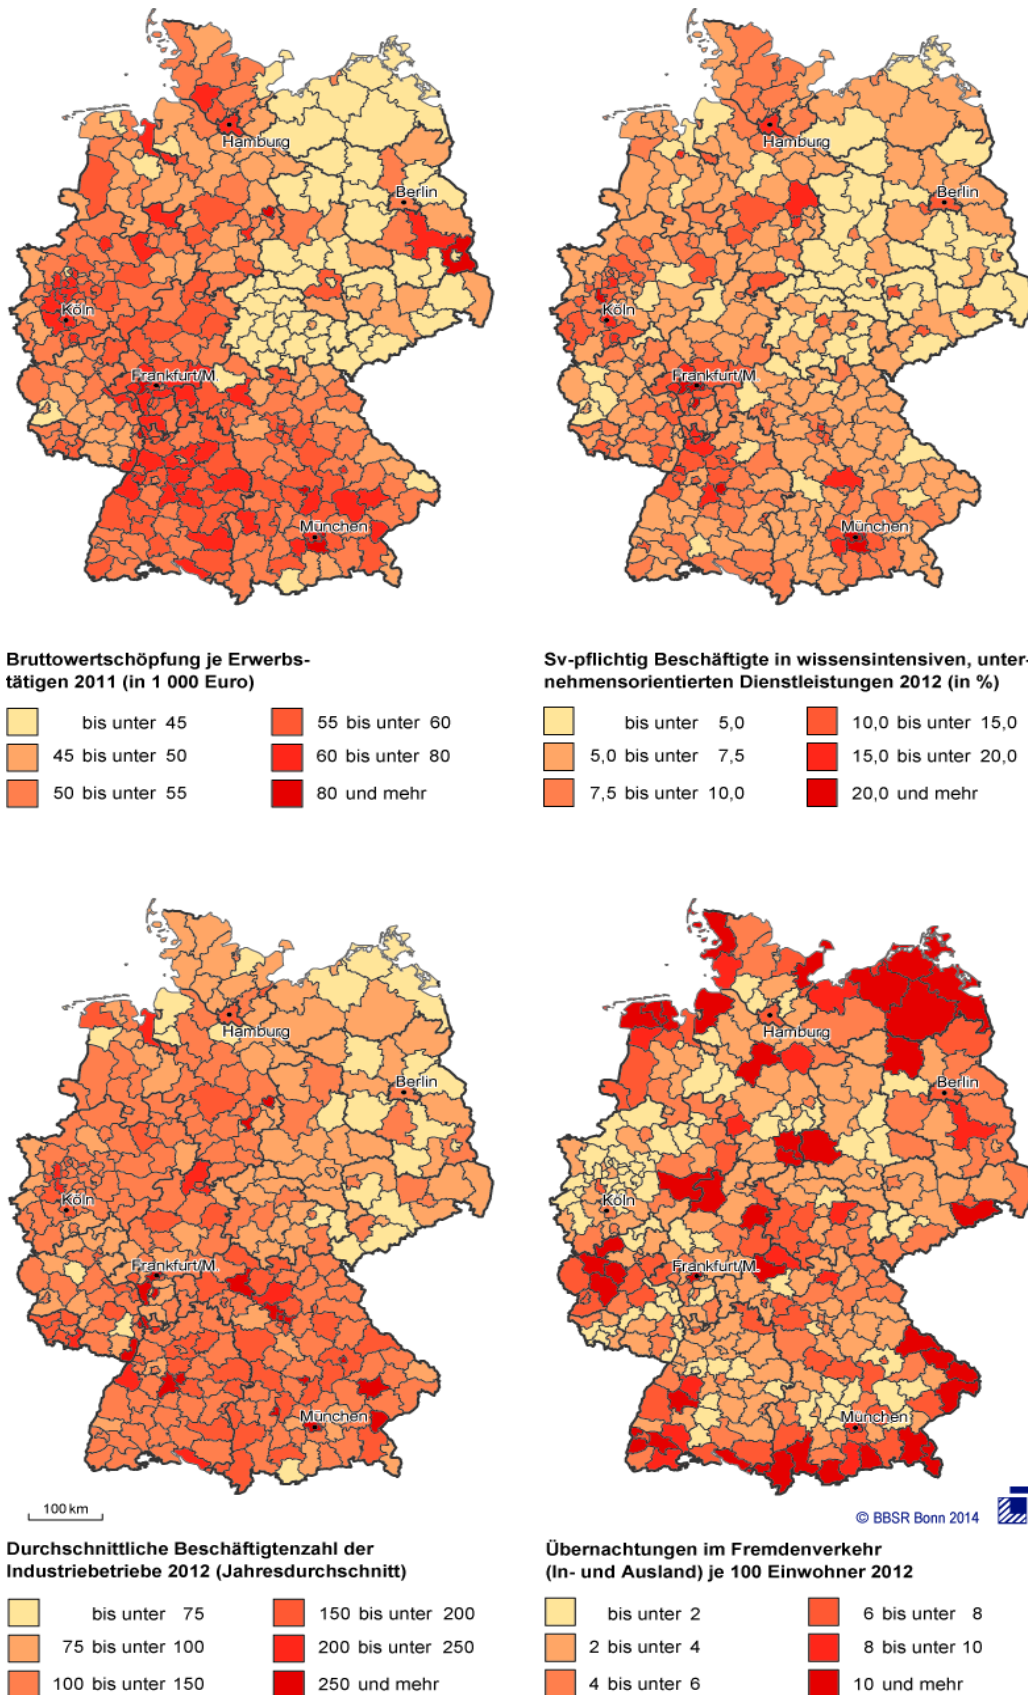 Hamburg
Berlin
Köln
Frankfurt/M.
München
Hamburg
Berlin
Köln
Frankfurt/M.
München
Bruttowertschöpfung je Erwerbs-
tätigen 2011 (in 1 000 Euro)
bis unter 45
45 bis unter 50
50 bis unter 55
55 bis unter 60
60 bis unter 80
80 und mehr
Sv-pflichtig Beschäftigte in wissensintensiven, unter-
nehmensorientierten Dienstleistungen 2012 (in %)
bis unter 5,0
5,0 bis unter 7,5
7,5 bis unter 10,0
10,0 bis unter 15,0
15,0 bis unter 20,0
20,0 und mehr
Hamburg
Berlin
Köln
Frankfurt/M.
München
Hamburg
Berlin
Köln
Frankfurt/M.
München
100 km
© BBSR Bonn 2014
Durchschnittliche Beschäftigtenzahl der
Industriebetriebe 2012 (Jahresdurchschnitt)
bis unter 75
75 bis unter 100
100 bis unter 150
150 bis unter 200
200 bis unter 250
250 und mehr
Übernachtungen im Fremdenverkehr
(In- und Ausland) je 100 Einwohner 2012
bis unter 2
2 bis unter 4
4 bis unter 6
6 bis unter 8
8 bis unter 10
10 und mehr